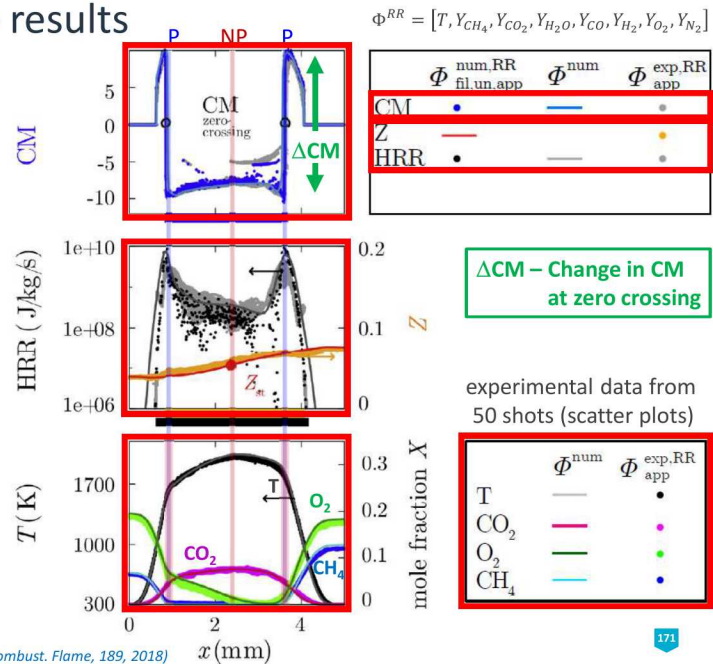 results
Φ^RR = [T, Y_CH₄, Y_CO₂, Y_H₂O, Y_CO, Y_H₂, Y_O₂, Y_N₂]
P NP P
5
0
-5
-10
CM
CM
zero-
crossing
ΔCM
Φ^num,RR_fil,un,app Φ^num Φ^exp,RR_app
CM
Z
HRR
1e+10
1e+08
1e+06
HRR ( J/kg/s)
0.2
0.1
0
Z
Z_st
ΔCM – Change in CM
at zero crossing
experimental data from
50 shots (scatter plots)
1700
1000
300
T(K)
T
O₂
CO₂
CH₄
0.3
0.2
0.1
0
mole fraction X
0 2 4
x(mm)
Φ^num Φ^exp,RR_app
T
CO₂
O₂
CH₄
171
ombust. Flame, 189, 2018)